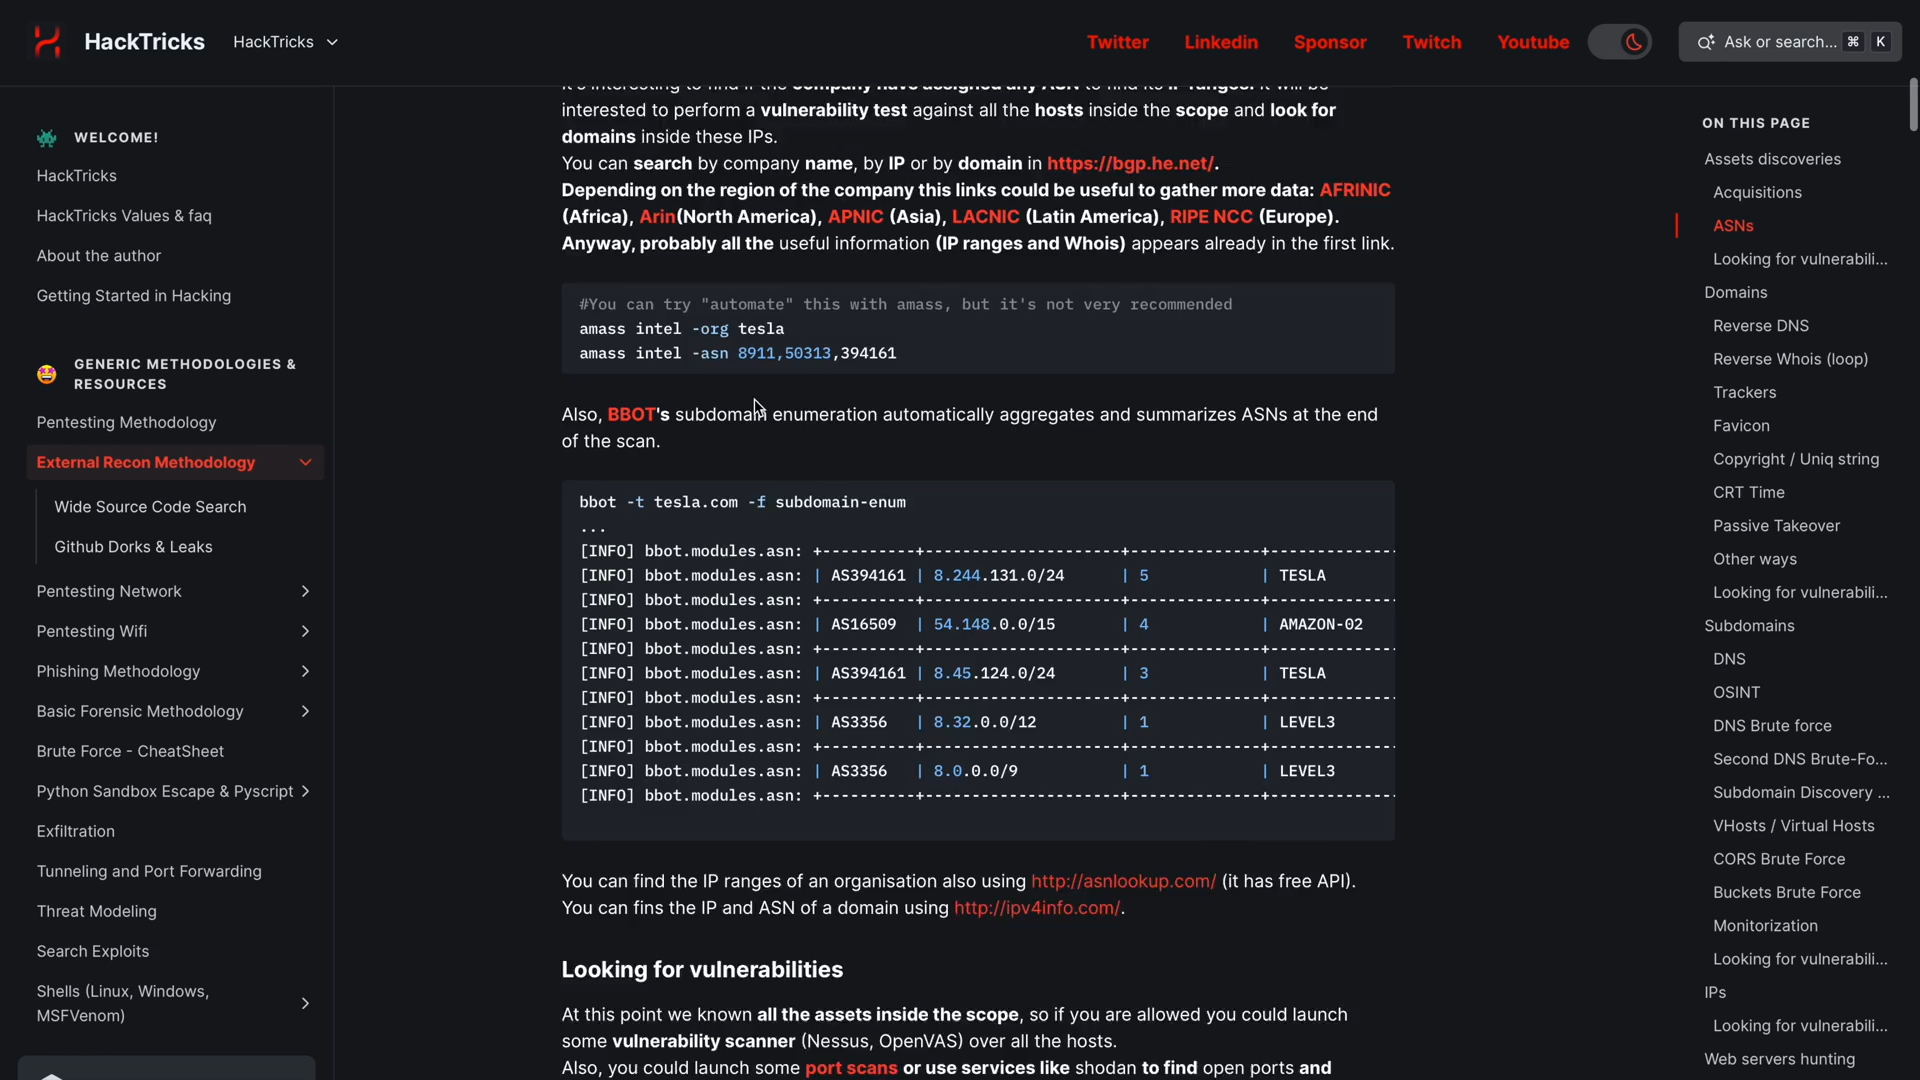 HackTricks
HackTricks
Twitter
Linkedin
Sponsor
Twitch
Youtube
Ask or search...
⌘
K
WELCOME!
HackTricks
HackTricks Values & faq
About the author
Getting Started in Hacking
GENERIC METHODOLOGIES &
RESOURCES
Pentesting Methodology
External Recon Methodology
Wide Source Code Search
Github Dorks & Leaks
Pentesting Network
Pentesting Wifi
Phishing Methodology
Basic Forensic Methodology
Brute Force - CheatSheet
Python Sandbox Escape & Pyscript
Exfiltration
Tunneling and Port Forwarding
Threat Modeling
Search Exploits
Shells (Linux, Windows,
MSFVenom)
It's interesting to find if the company have assigned any ASN to find its IP ranges. It will be
interested to perform a vulnerability test against all the hosts inside the scope and look for
domains inside these IPs.
You can search by company name, by IP or by domain in https://bgp.he.net/.
Depending on the region of the company this links could be useful to gather more data: AFRINIC
(Africa), Arin(North America), APNIC (Asia), LACNIC (Latin America), RIPE NCC (Europe).
Anyway, probably all the useful information (IP ranges and Whois) appears already in the first link.
#You can try "automate" this with amass, but it's not very recommended
amass intel -org tesla
amass intel -asn 8911,50313,394161
Also, BBOT's subdomain enumeration automatically aggregates and summarizes ASNs at the end
of the scan.
bbot -t tesla.com -f subdomain-enum
...
[INFO] bbot.modules.asn: +----------+---------------------+--------------+--------------
[INFO] bbot.modules.asn: | AS394161 | 8.244.131.0/24 | 5 | TESLA
[INFO] bbot.modules.asn: +----------+---------------------+--------------+--------------
[INFO] bbot.modules.asn: | AS16509 | 54.148.0.0/15 | 4 | AMAZON-02
[INFO] bbot.modules.asn: +----------+---------------------+--------------+--------------
[INFO] bbot.modules.asn: | AS394161 | 8.45.124.0/24 | 3 | TESLA
[INFO] bbot.modules.asn: +----------+---------------------+--------------+--------------
[INFO] bbot.modules.asn: | AS3356 | 8.32.0.0/12 | 1 | LEVEL3
[INFO] bbot.modules.asn: +----------+---------------------+--------------+--------------
[INFO] bbot.modules.asn: | AS3356 | 8.0.0.0/9 | 1 | LEVEL3
[INFO] bbot.modules.asn: +----------+---------------------+--------------+--------------
You can find the IP ranges of an organisation also using http://asnlookup.com/ (it has free API).
You can fins the IP and ASN of a domain using http://ipv4info.com/.
Looking for vulnerabilities
At this point we known all the assets inside the scope, so if you are allowed you could launch
some vulnerability scanner (Nessus, OpenVAS) over all the hosts.
Also, you could launch some port scans or use services like shodan to find open ports and
ON THIS PAGE
Assets discoveries
Acquisitions
ASNs
Looking for vulnerabili...
Domains
Reverse DNS
Reverse Whois (loop)
Trackers
Favicon
Copyright / Uniq string
CRT Time
Passive Takeover
Other ways
Looking for vulnerabili...
Subdomains
DNS
OSINT
DNS Brute force
Second DNS Brute-Fo...
Subdomain Discovery ...
VHosts / Virtual Hosts
CORS Brute Force
Buckets Brute Force
Monitorization
Looking for vulnerabili...
IPs
Looking for vulnerabili...
Web servers hunting